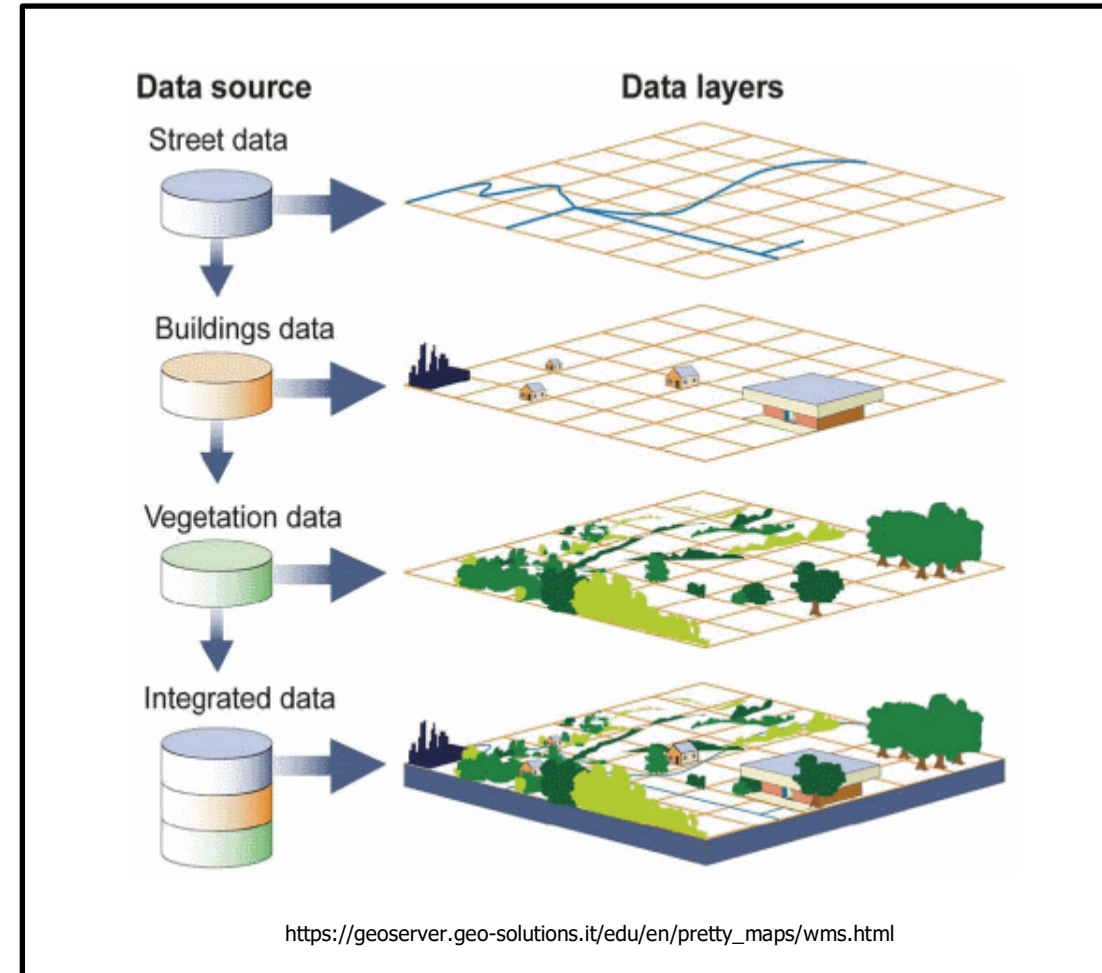 Data source
Data layers
Street data
Buildings data
Vegetation data
Integrated data
https://geoserver.geo-solutions.it/edu/en/pretty_maps/wms.html